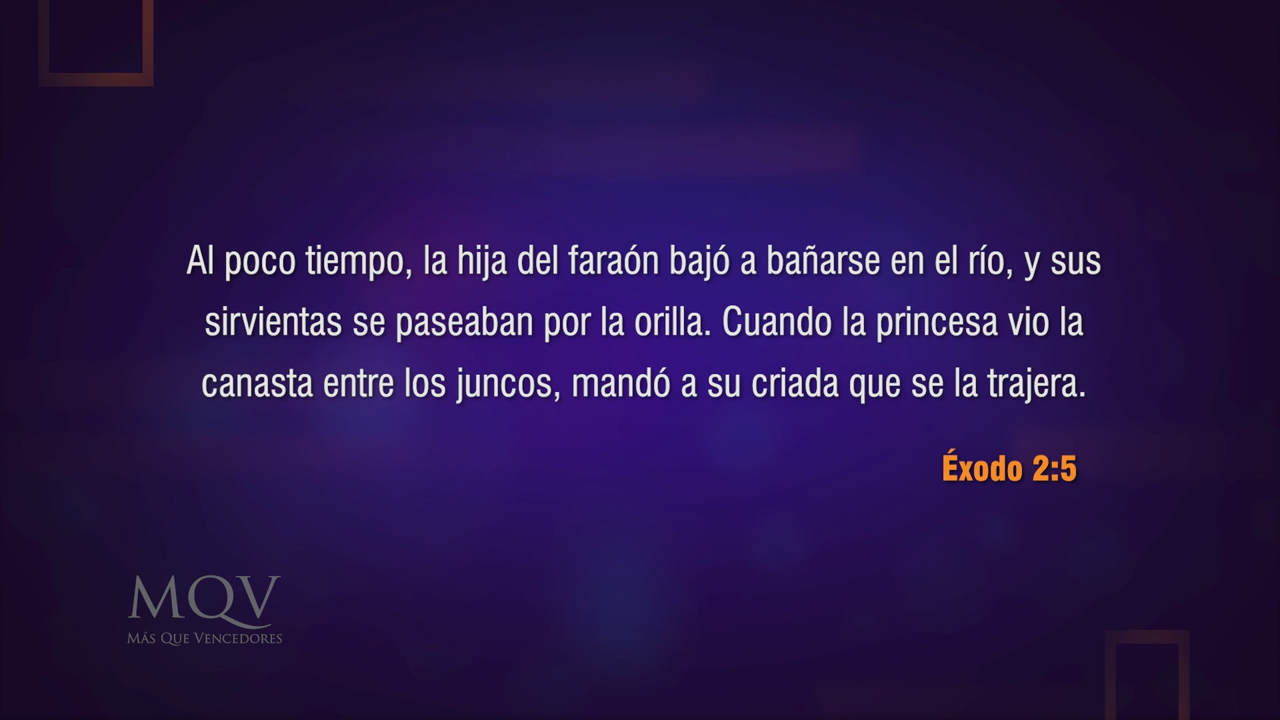 Al poco tiempo, la hija del faraón bajó a bañarse en el río, y sus
sirvientas se paseaban por la orilla. Cuando la princesa vio la
canasta entre los juncos, mandó a su criada que se la trajera.
Éxodo 2:5
MQV
Más Que Vencedores